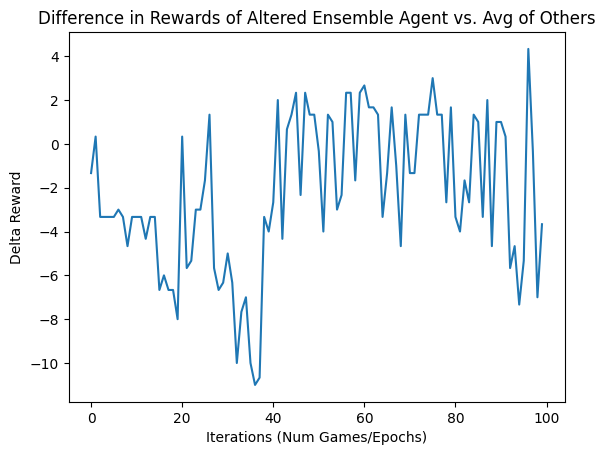 Difference in Rewards of Altered Ensemble Agent vs. Avg of Others
4
2
0
−2
−4
−6
−8
−10
Delta Reward
0 20 40 60 80 100
Iterations (Num Games/Epochs)